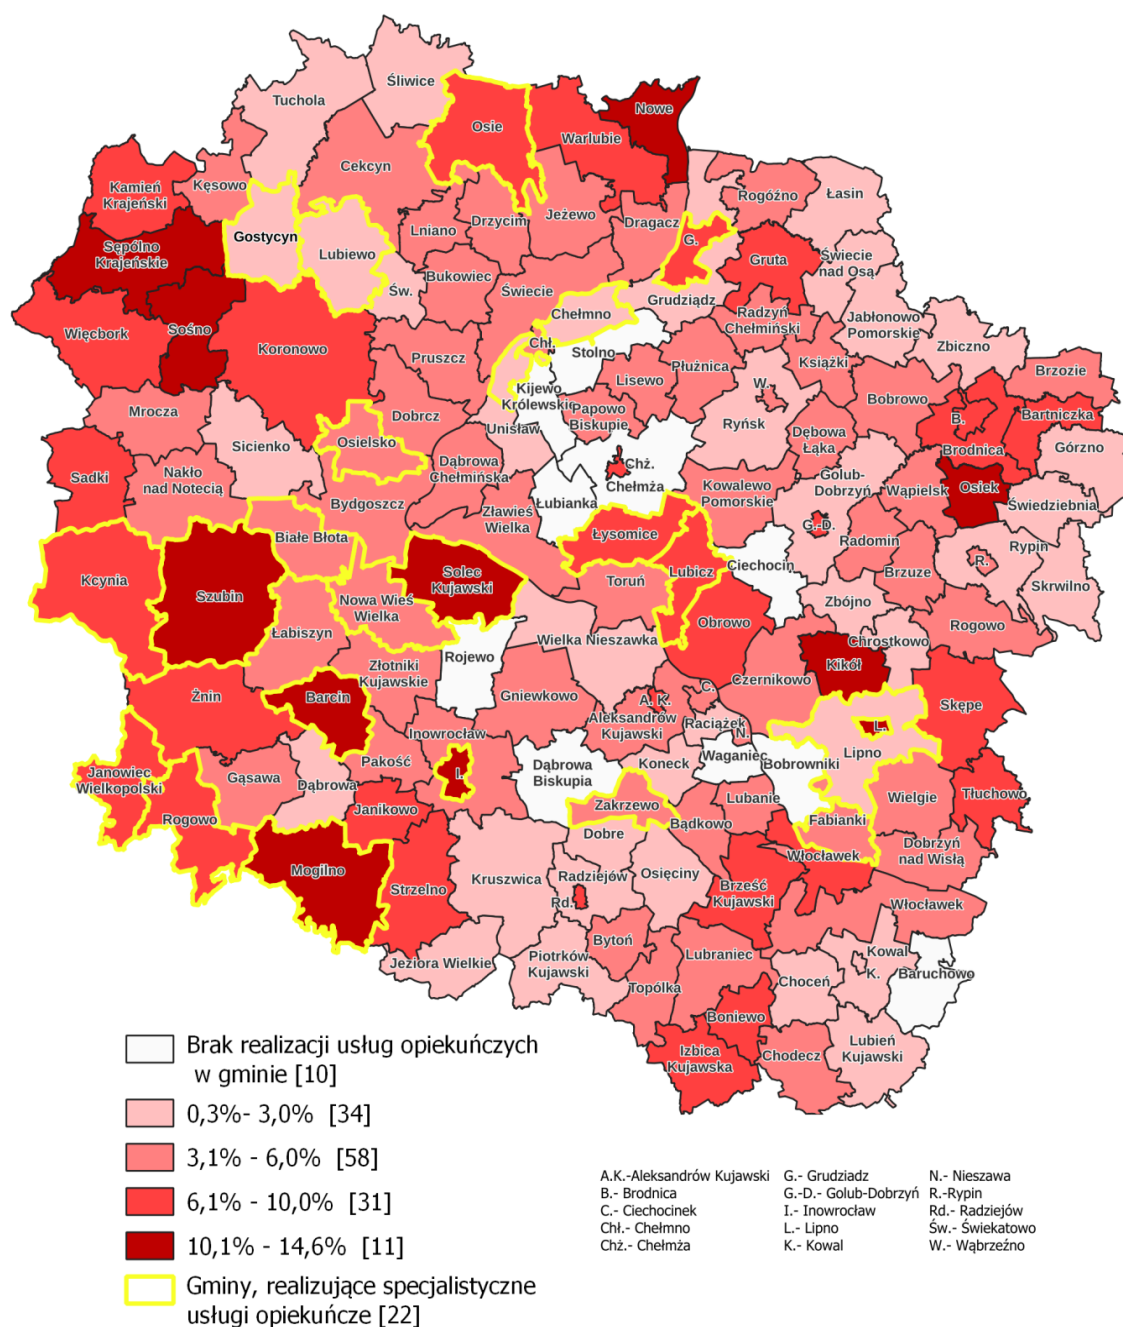 Śliwice
Tuchola
Nowe
Osie
Warlubie
Cekcyn
Kamień
Krajeński
Kęsowo
Rogóźno
Łasin
Jeżewo
Drzycim
Dragacz
Lniano
Gostycyn
G.
Sępólno
Krajeńskie
Lubiewo
Gruta
Świecie
nad Osą
Bukowiec
Św.
Świecie
Grudziądz
Chełmno
Radzyń
Chełmiński
Jabłonowo
Pomorskie
Więcbork
Sośno
Koronowo
Chł.
Stolno
Zbiczno
Pruszcz
Płużnica
Książki
Brzozie
Lisewo
W.
Kijewo
Królewskie
Bobrowo
Mrocza
Dobrcz
Papowo
Biskupie
Bartniczka
B.
Unisław
Ryńsk
Dębowa
Łąka
Sicienko
Osielsko
Brodnica
Górzno
Dąbrowa
Chełmińska
Chż.
Sadki
Nakło
nad Notecią
Golub-
Dobrzyń
Chełmża
Kowalewo
Pomorskie
Wąpielsk
Osiek
Bydgoszcz
Zławieś
Wielka
Łubianka
Świedziebnia
G.-D.
Łysomice
Białe Błota
Radomin
Rypin
Ciechocin
R.
Kcynia
Solec
Kujawski
Lubicz
Brzuze
Skrwilno
Toruń
Szubin
Nowa Wieś
Wielka
Zbójno
Obrowo
Rogowo
Łabiszyn
Wielka Nieszawka
Chrostkowo
Rojewo
Kikół
Złotniki
Kujawskie
Czernikowo
Żnin
Barcin
Gniewkowo
C.
A. K.
Skępe
Aleksandrów
Kujawski
Raciążek
L.
Inowrocław
N.
Lipno
Waganiec
Pakość
Koneck
Bobrowniki
Janowiec
Wielkopolski
Gąsawa
Dąbrowa
I.
Dąbrowa
Biskupia
Tłuchowo
Zakrzewo
Lubanie
Wielgie
Rogowo
Janikowo
Bądkowo
Fabianki
Dobre
Dobrzyń
nad Wisłą
Włocławek
Mogilno
Kruszwica
Radziejów
Osięciny
Strzelno
Brześć
Kujawski
Rd.
Włocławek
Bytoń
Jeziora Wielkie
Piotrków
Kujawski
Lubraniec
Kowal
K.
Baruchowo
Choceń
Topólka
Boniewo
Izbica
Kujawska
Chodecz
Lubień
Kujawski
Brak realizacji usług opiekuńczych
w gminie [10]
0,3%- 3,0% [34]
3,1% - 6,0% [58]
6,1% - 10,0% [31]
10,1% - 14,6% [11]
Gminy, realizujące specjalistyczne
usługi opiekuńcze [22]
A.K.-Aleksandrów Kujawski
B.- Brodnica
C.- Ciechocinek
Chł.- Chełmno
Chż.- Chełmża
G.- Grudziadz
G.-D.- Golub-Dobrzyń
I.- Inowrocław
L.- Lipno
K.- Kowal
N.- Nieszawa
R.-Rypin
Rd.- Radziejów
Św.- Świekatowo
W.- Wąbrzeźno